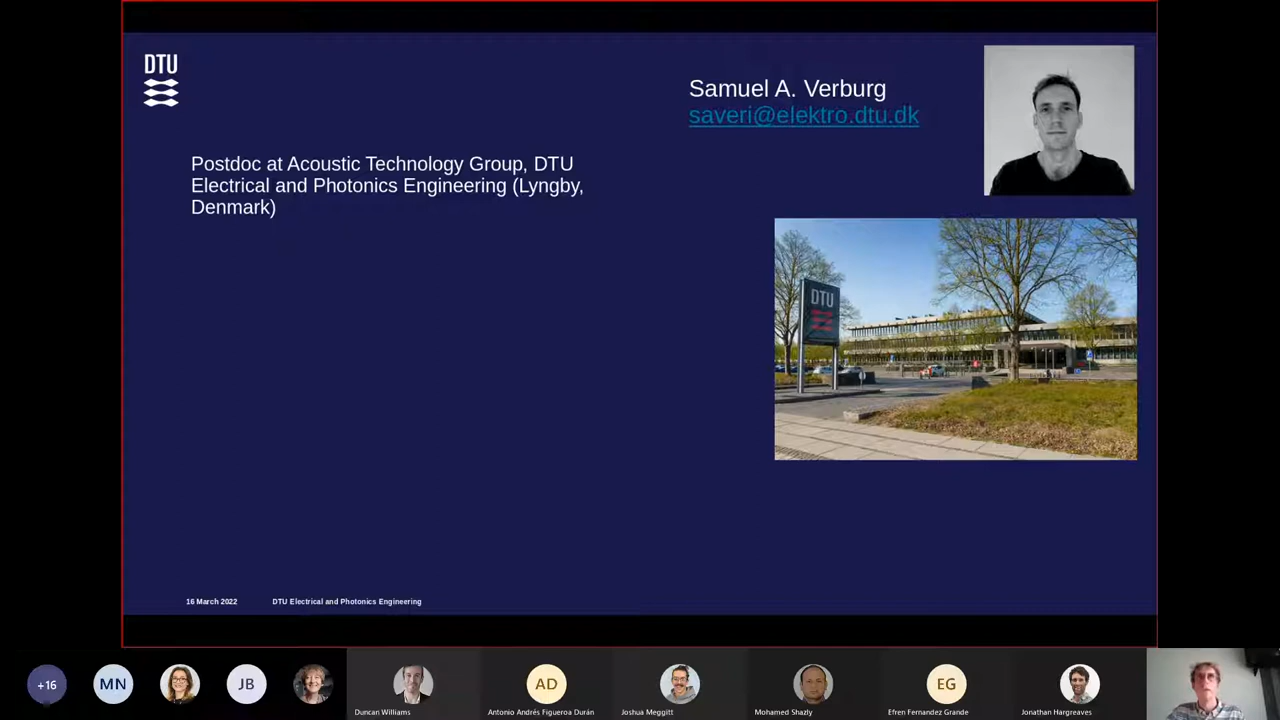 DTU
Samuel A. Verburg
saveri@elektro.dtu.dk
Postdoc at Acoustic Technology Group, DTU
Electrical and Photonics Engineering (Lyngby,
Denmark)
DTU
16 March 2022
DTU Electrical and Photonics Engineering
+16
MN
JB
AD
EG
Duncan Williams
Antonio Andrés Figueroa Durán
Joshua Meggitt
Mohamed Shazly
Efren Fernandez Grande
Jonathan Hargreaves